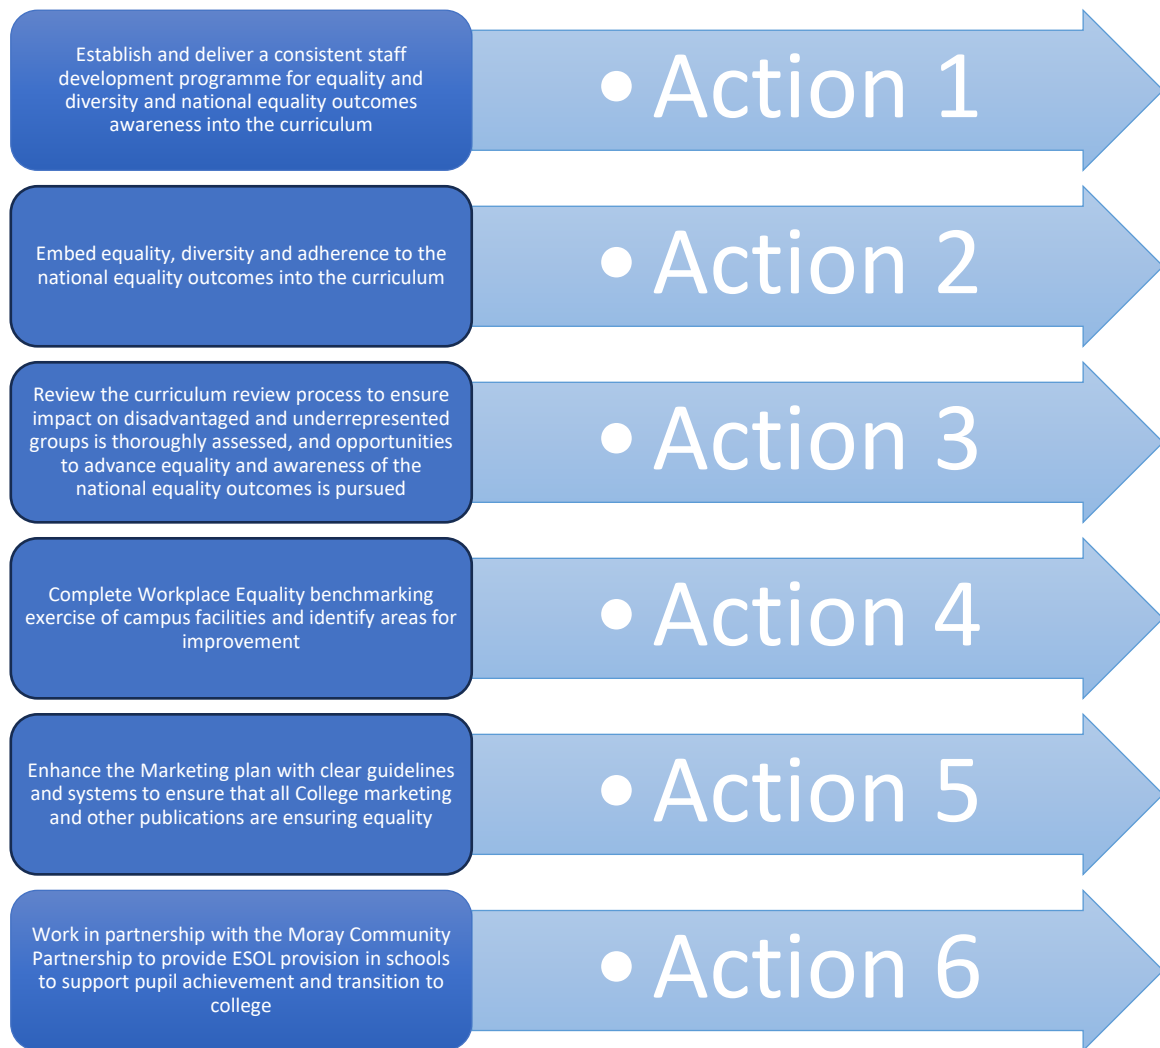 Establish and deliver a consistent staff
development programme for equality and
diversity and national equality outcomes
awareness into the curriculum
• Action 1
Embed equality, diversity and adherence to the
national equality outcomes into the curriculum
• Action 2
Review the curriculum review process to ensure
impact on disadvantaged and underrepresented
groups is thoroughly assessed, and opportunities
to advance equality and awareness of the
national equality outcomes is pursued
• Action 3
Complete Workplace Equality benchmarking
exercise of campus facilities and identify areas for
improvement
• Action 4
Enhance the Marketing plan with clear guidelines
and systems to ensure that all College marketing
and other publications are ensuring equality
• Action 5
Work in partnership with the Moray Community
Partnership to provide ESOL provision in schools
to support pupil achievement and transition to
college
• Action 6